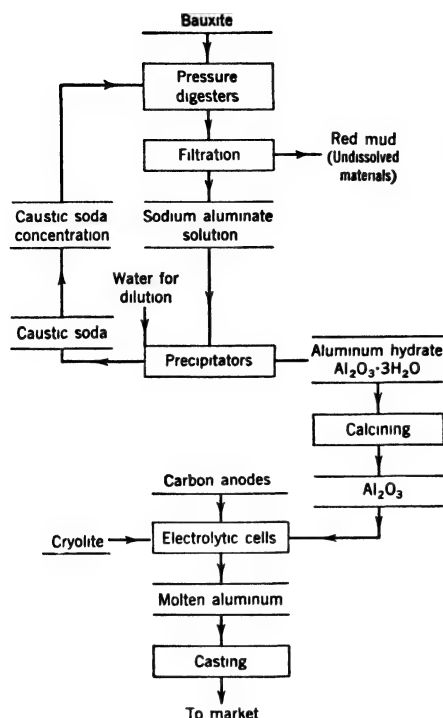 Bauxite
Pressure
digesters
Filtration
Red mud
(Undissolved
materials)
Caustic soda
concentration
Sodium aluminate
solution
Water for
dilution
Caustic soda
Precipitators
Aluminum hydrate
Al₂O₃·3H₂O
Calcining
Al₂O₃
Carbon anodes
Cryolite
Electrolytic cells
Molten aluminum
Casting
To market